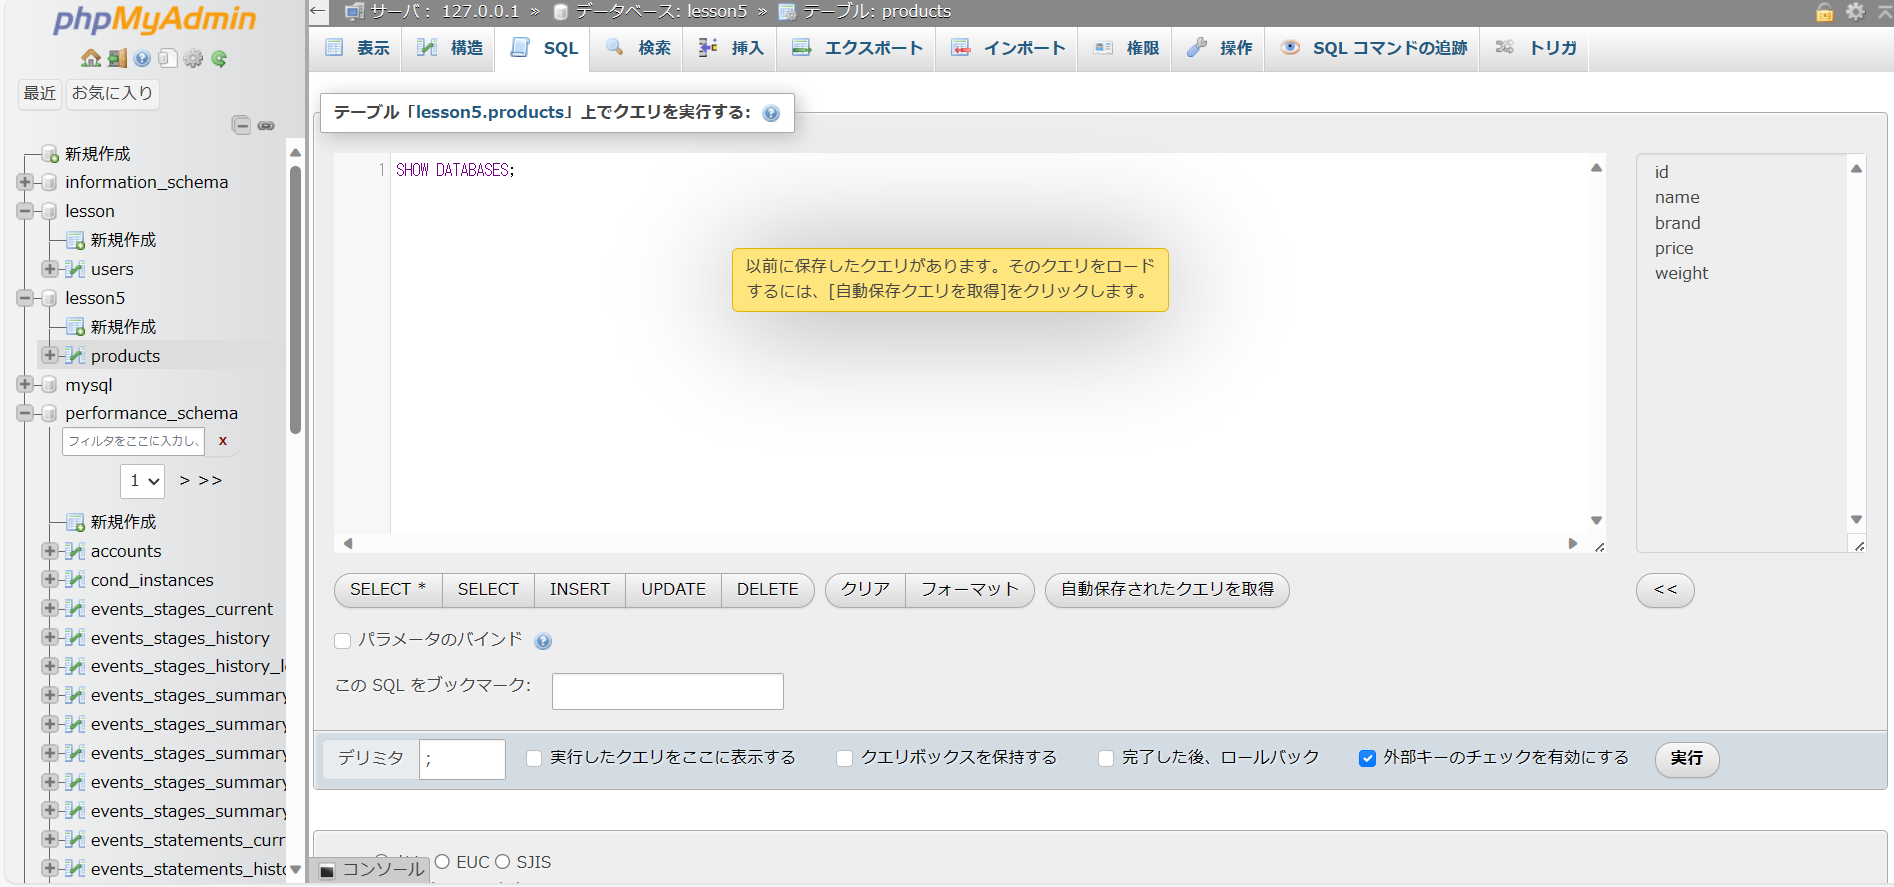 phpMyAdmin
最近 お気に入り
新規作成
information_schema
lesson
新規作成
users
lesson5
新規作成
products
mysql
performance_schema
フィルタをここに入力し、 X
1 > >>
新規作成
accounts
cond_instances
events_stages_current
events_stages_history
events_stages_history_l
events_stages_summary
events_stages_summary
events_stages_summary
events_stages_summary
events_stages_summary
events_statements_curr
events_statements_histo
← サーバ: 127.0.0.1 » データベース: lesson5 » テーブル: products
表示 構造 SQL 検索 挿入 エクスポート インポート 権限 操作 SQL コマンドの追跡 トリガ
テーブル「lesson5.products」上でクエリを実行する:
1 SHOW DATABASES;
以前に保存したクエリがあります。そのクエリをロード
するには、[自動保存クエリを取得]をクリックします。
id
name
brand
price
weight
SELECT * SELECT INSERT UPDATE DELETE クリア フォーマット 自動保存されたクエリを取得 <<
パラメータのバインド
この SQL をブックマーク:
デリミタ ; 実行したクエリをここに表示する クエリボックスを保持する 完了した後、ロールバック 外部キーのチェックを有効にする 実行
EUC SJIS
コンソール